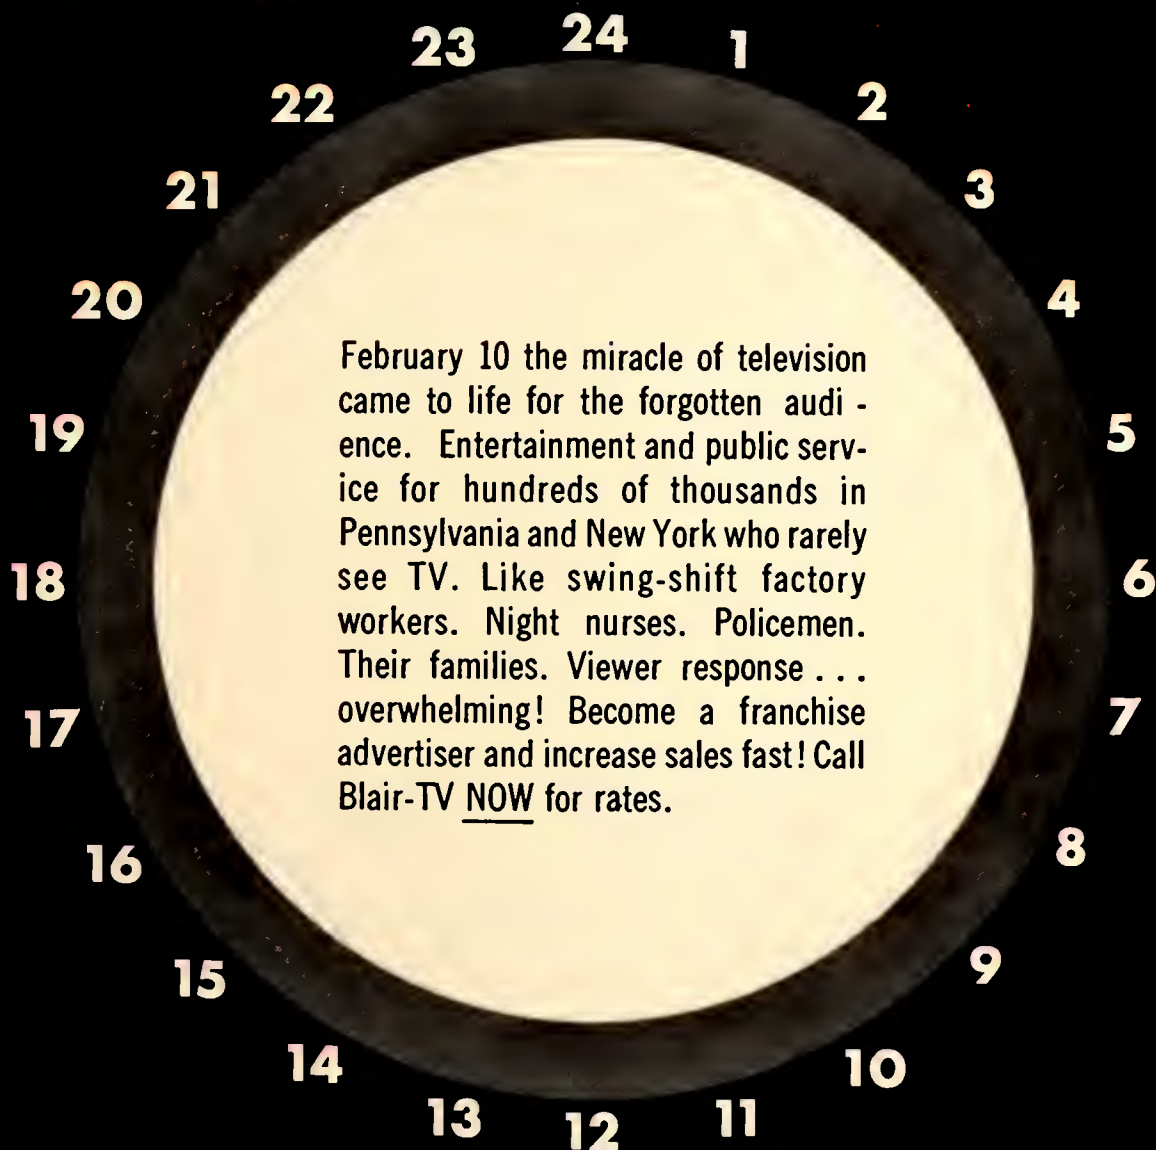 23 24 1
22 2
21 3
20 4
19 5
18 6
17 7
16 8
15 9
14 10
13 12 11
February 10 the miracle of television
came to life for the forgotten audi -
ence. Entertainment and public serv-
ice for hundreds of thousands in
Pennsylvania and New York who rarely
see TV. Like swing-shift factory
workers. Night nurses. Policemen.
Their families. Viewer response . . .
overwhelming! Become a franchise
advertiser and increase sales fast! Call
Blair-TV NOW for rates.